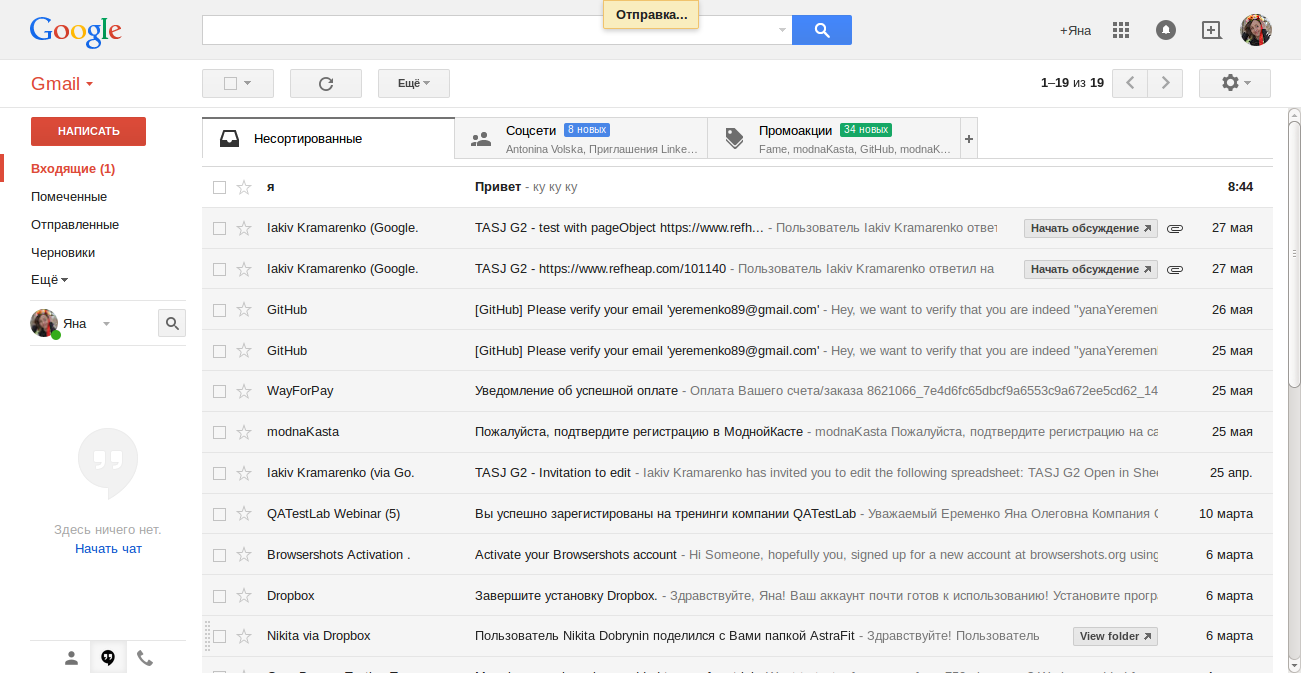 Отправка...
Google
+Яна
Gmail
Ещё
1–19 из 19
НАПИСАТЬ
Входящие (1)
Помеченные
Отправленные
Черновики
Ещё
Яна
Здесь ничего нет.
Начать чат
Несортированные
Соцсети 8 новых
Antonina Volska, Приглашения Linke...
Промоакции 34 новых
Fame, modnaKasta, GitHub, modnaK...
+
я Привет - ку ку ку 8:44
Iakiv Kramarenko (Google. TASJ G2 - test with pageObject https://www.refh... - Пользователь Iakiv Kramarenko ответ Начать обсуждение 27 мая
Iakiv Kramarenko (Google. TASJ G2 - https://www.refheap.com/101140 - Пользователь Iakiv Kramarenko ответил на Начать обсуждение 27 мая
GitHub [GitHub] Please verify your email 'yeremenko89@gmail.com' - Hey, we want to verify that you are indeed "yanaYeremen 26 мая
GitHub [GitHub] Please verify your email 'yeremenko89@gmail.com' - Hey, we want to verify that you are indeed "yanaYeremen 25 мая
WayForPay Уведомление об успешной оплате - Оплата Вашего счета/заказа 8621066_7e4d6fc65dbcf9a6553c9a672ee5cd62_14 25 мая
modnaKasta Пожалуйста, подтвердите регистрацию в МоднойКасте - modnaKasta Пожалуйста, подтвердите регистрацию на са 25 мая
Iakiv Kramarenko (via Go. TASJ G2 - Invitation to edit - Iakiv Kramarenko has invited you to edit the following spreadsheet: TASJ G2 Open in Shee 25 апр.
QATestLab Webinar (5) Вы успешно зарегистированы на тренинги компании QATestLab - Уважаемый Еременко Яна Олеговна Компания 10 марта
Browsershots Activation . Activate your Browsershots account - Hi Someone, hopefully you, signed up for a new account at browsershots.org using 6 марта
Dropbox Завершите установку Dropbox. - Здравствуйте, Яна! Ваш аккаунт почти готов к использованию! Установите прогр 6 марта
Nikita via Dropbox Пользователь Nikita Dobrynin поделился с Вами папкой AstraFit - Здравствуйте! Пользователь View folder 6 марта